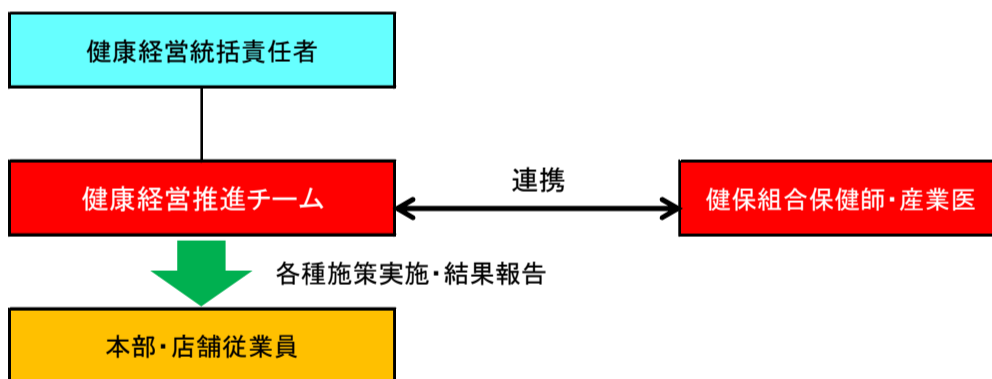 健康経営統括責任者
健康経営推進チーム
連携
健保組合保健師・産業医
各種施策実施・結果報告
本部・店舗従業員